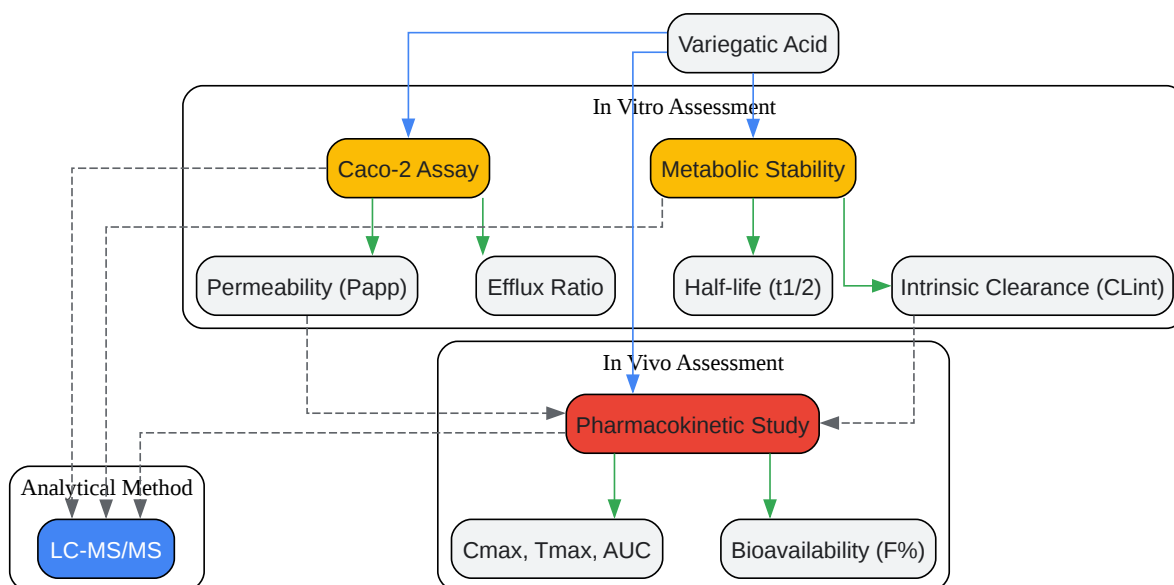 Variegatic Acid
In Vitro Assessment
Caco-2 Assay
Metabolic Stability
Permeability (Papp)
Efflux Ratio
Half-life (t1/2)
Intrinsic Clearance (CLint)
In Vivo Assessment
Pharmacokinetic Study
Analytical Method
LC-MS/MS
Cmax, Tmax, AUC
Bioavailability (F%)